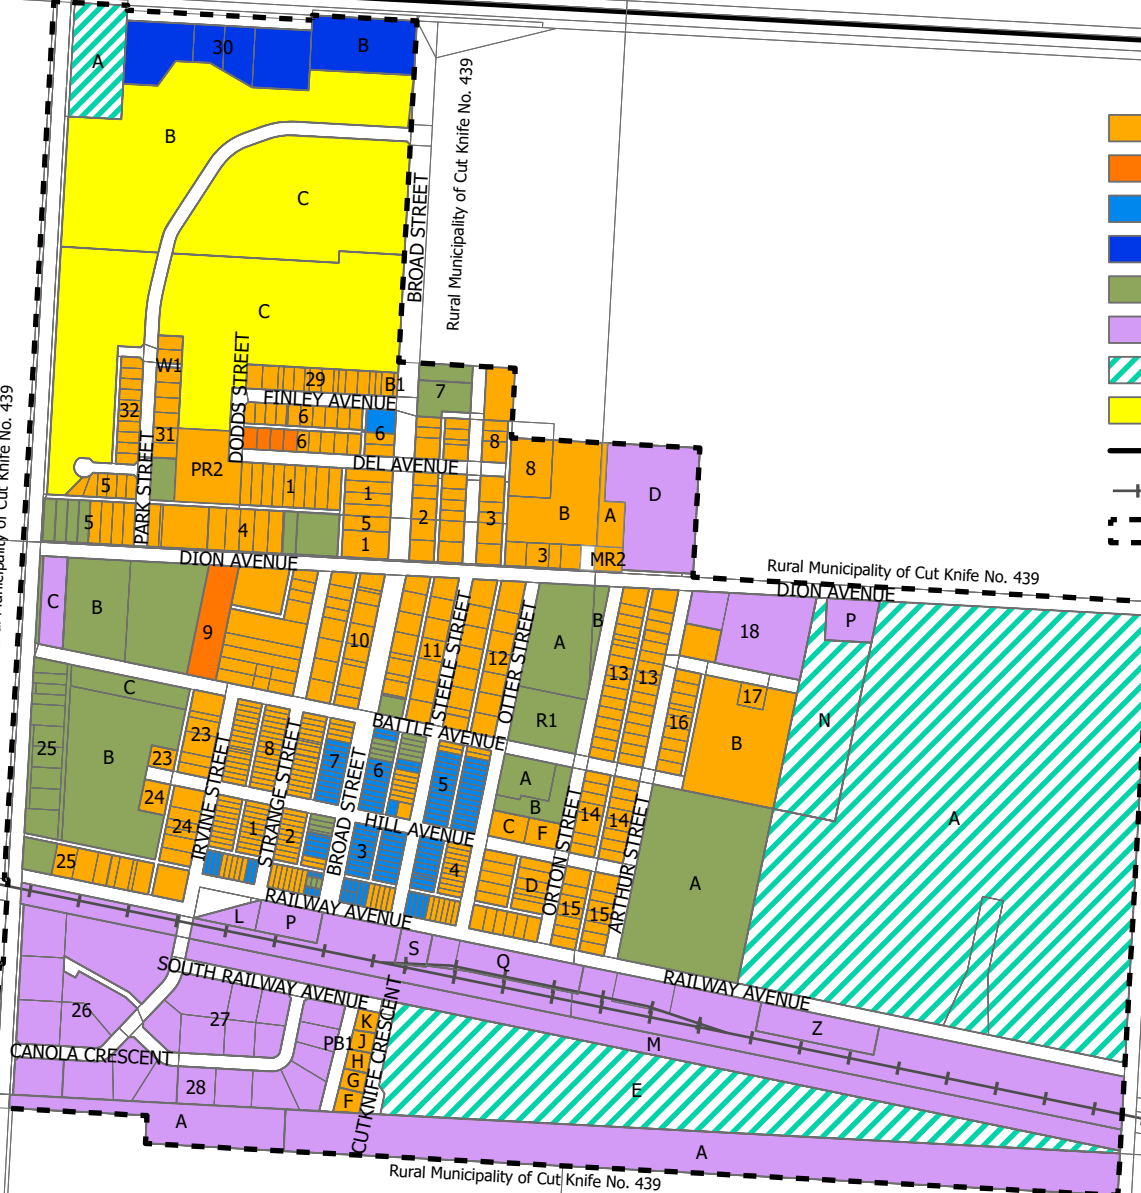 30
B
A
B
C
C
Rural Municipality of Cut Knife No. 439
BROAD STREET
W1
29
B1
7
FINLEY AVENUE
DODDS STREET
32
31
6
6
6
8
8
PR2
DEL AVENUE
D
PARK STREET
5
1
1
B
A
5
4
5
2
3
1
3
MR2
DION AVENUE
Rural Municipality of Cut Knife No. 439
DION AVENUE
C
B
9
10
11
12
A
B
13
13
18
P
STEELE STREET
OTTER STREET
C
R1
16
17
N
B
BATTLE AVENUE
25
B
23
23
8
7
6
5
A
B
24
24
IRVINE STREET
STRANGE STREET
BROAD STREET
1
2
3
4
HILL AVENUE
C
F
14
14
A
ORTON STREET
ARTHUR STREET
25
D
15
15
A
RAILWAY AVENUE
L
P
S
Q
RAILWAY AVENUE
SOUTH RAILWAY AVENUE
Z
M
26
27
K
J
PB1
H
G
F
CUTKNIFE CRESCENT
CANOLA CRESCENT
28
E
A
A
Rural Municipality of Cut Knife No. 439